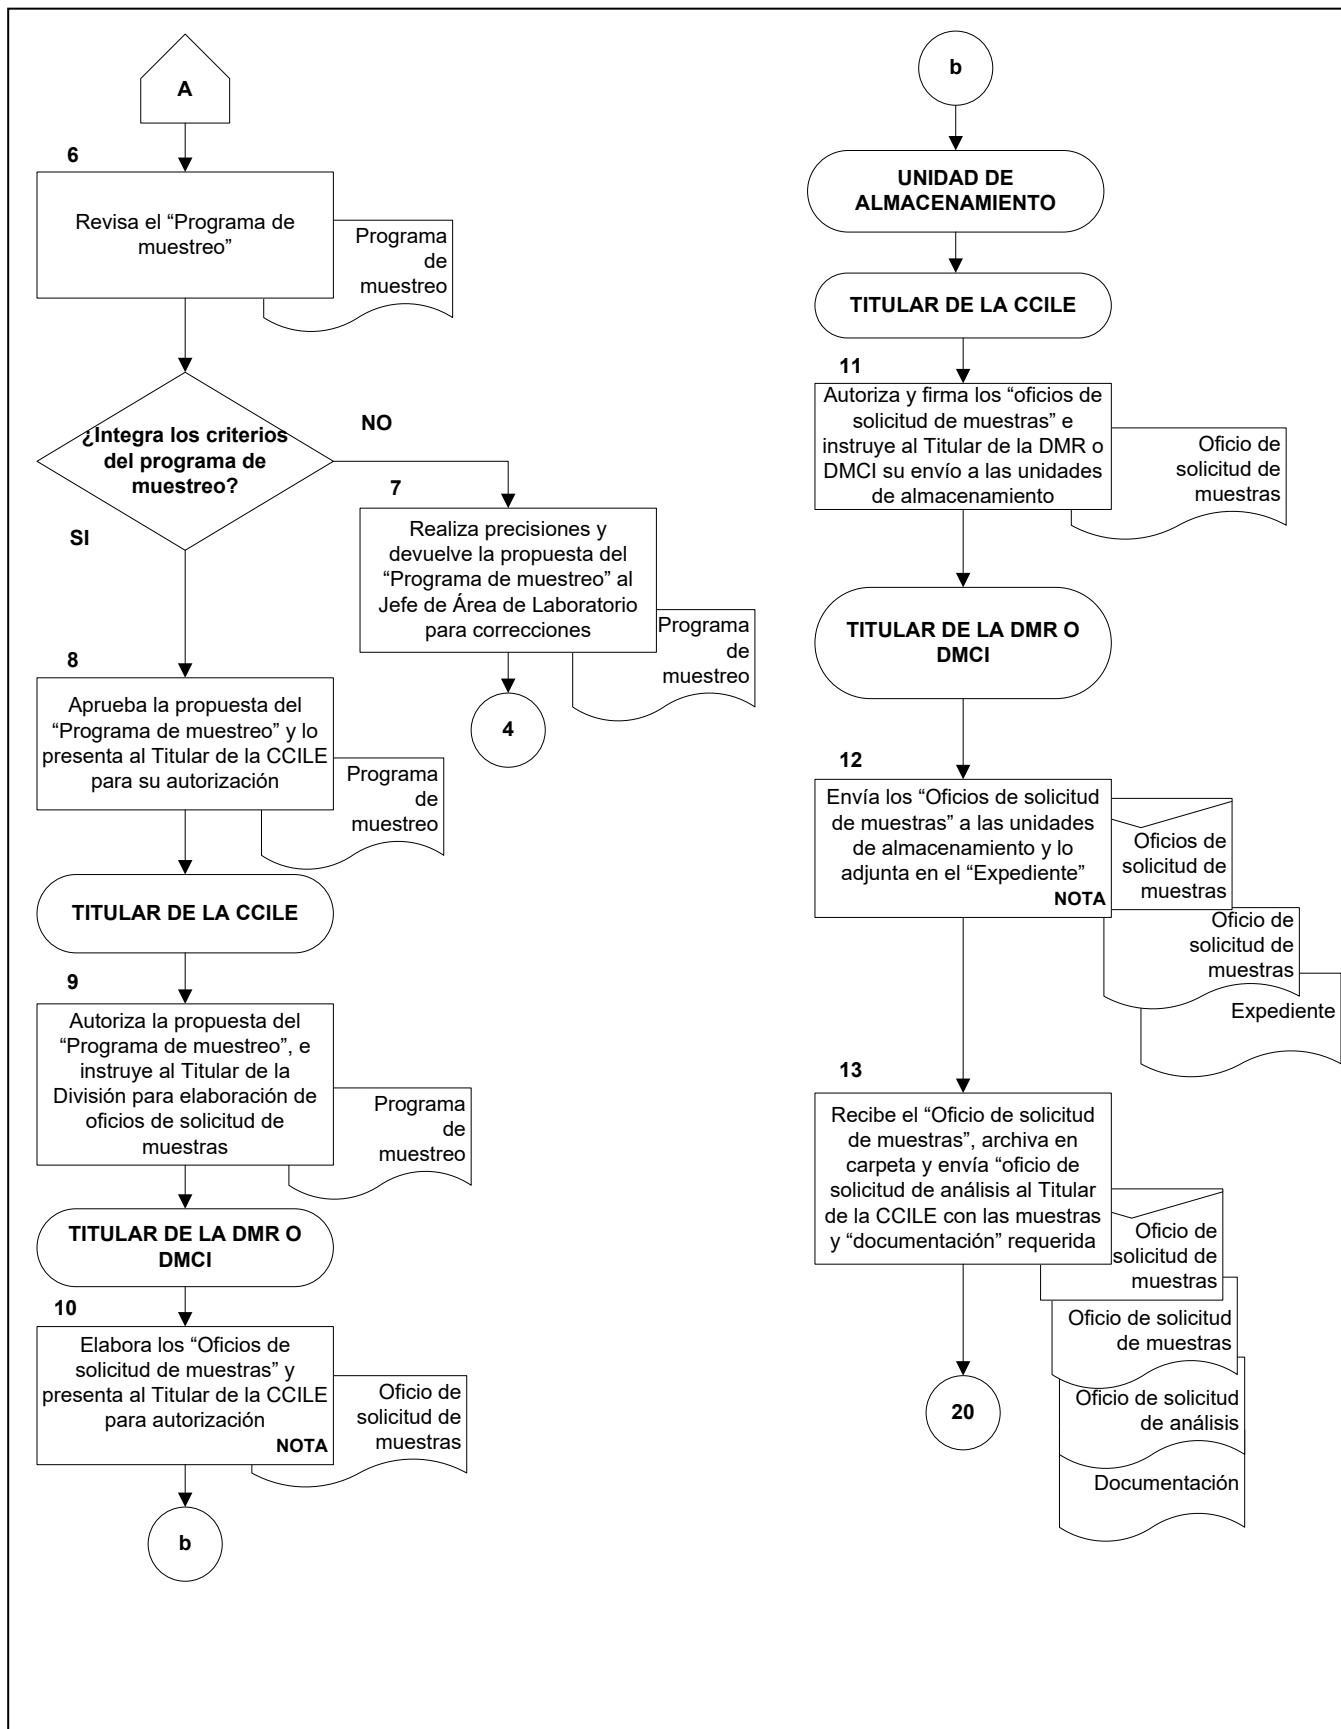 A
6
Revisa el “Programa de
muestreo”
Programa
de
muestreo
¿Integra los criterios
del programa de
muestreo?
NO
SI
7
Realiza precisiones y
devuelve la propuesta del
“Programa de muestreo” al
Jefe de Área de Laboratorio
para correcciones
Programa
de
muestreo
4
8
Aprueba la propuesta del
“Programa de muestreo” y lo
presenta al Titular de la CCILE
para su autorización
Programa
de
muestreo
TITULAR DE LA CCILE
9
Autoriza la propuesta del
“Programa de muestreo”, e
instruye al Titular de la
División para elaboración de
oficios de solicitud de
muestras
Programa
de
muestreo
TITULAR DE LA DMR O
DMCI
10
Elabora los “Oficios de
solicitud de muestras” y
presenta al Titular de la CCILE
para autorización
NOTA
Oficio de
solicitud de
muestras
b
b
UNIDAD DE
ALMACENAMIENTO
TITULAR DE LA CCILE
11
Autoriza y firma los “oficios de
solicitud de muestras” e
instruye al Titular de la DMR o
DMCI su envío a las unidades
de almacenamiento
Oficio de
solicitud de
muestras
TITULAR DE LA DMR O
DMCI
12
Envía los “Oficios de solicitud
de muestras” a las unidades
de almacenamiento y lo
adjunta en el “Expediente”
NOTA
Oficios de
solicitud de
muestras
Oficio de
solicitud de
muestras
Expediente
13
Recibe el “Oficio de solicitud
de muestras”, archiva en
carpeta y envía “oficio de
solicitud de análisis al Titular
de la CCILE con las muestras
y “documentación” requerida
Oficio de
solicitud de
muestras
Oficio de solicitud
de muestras
Oficio de solicitud
de análisis
Documentación
20